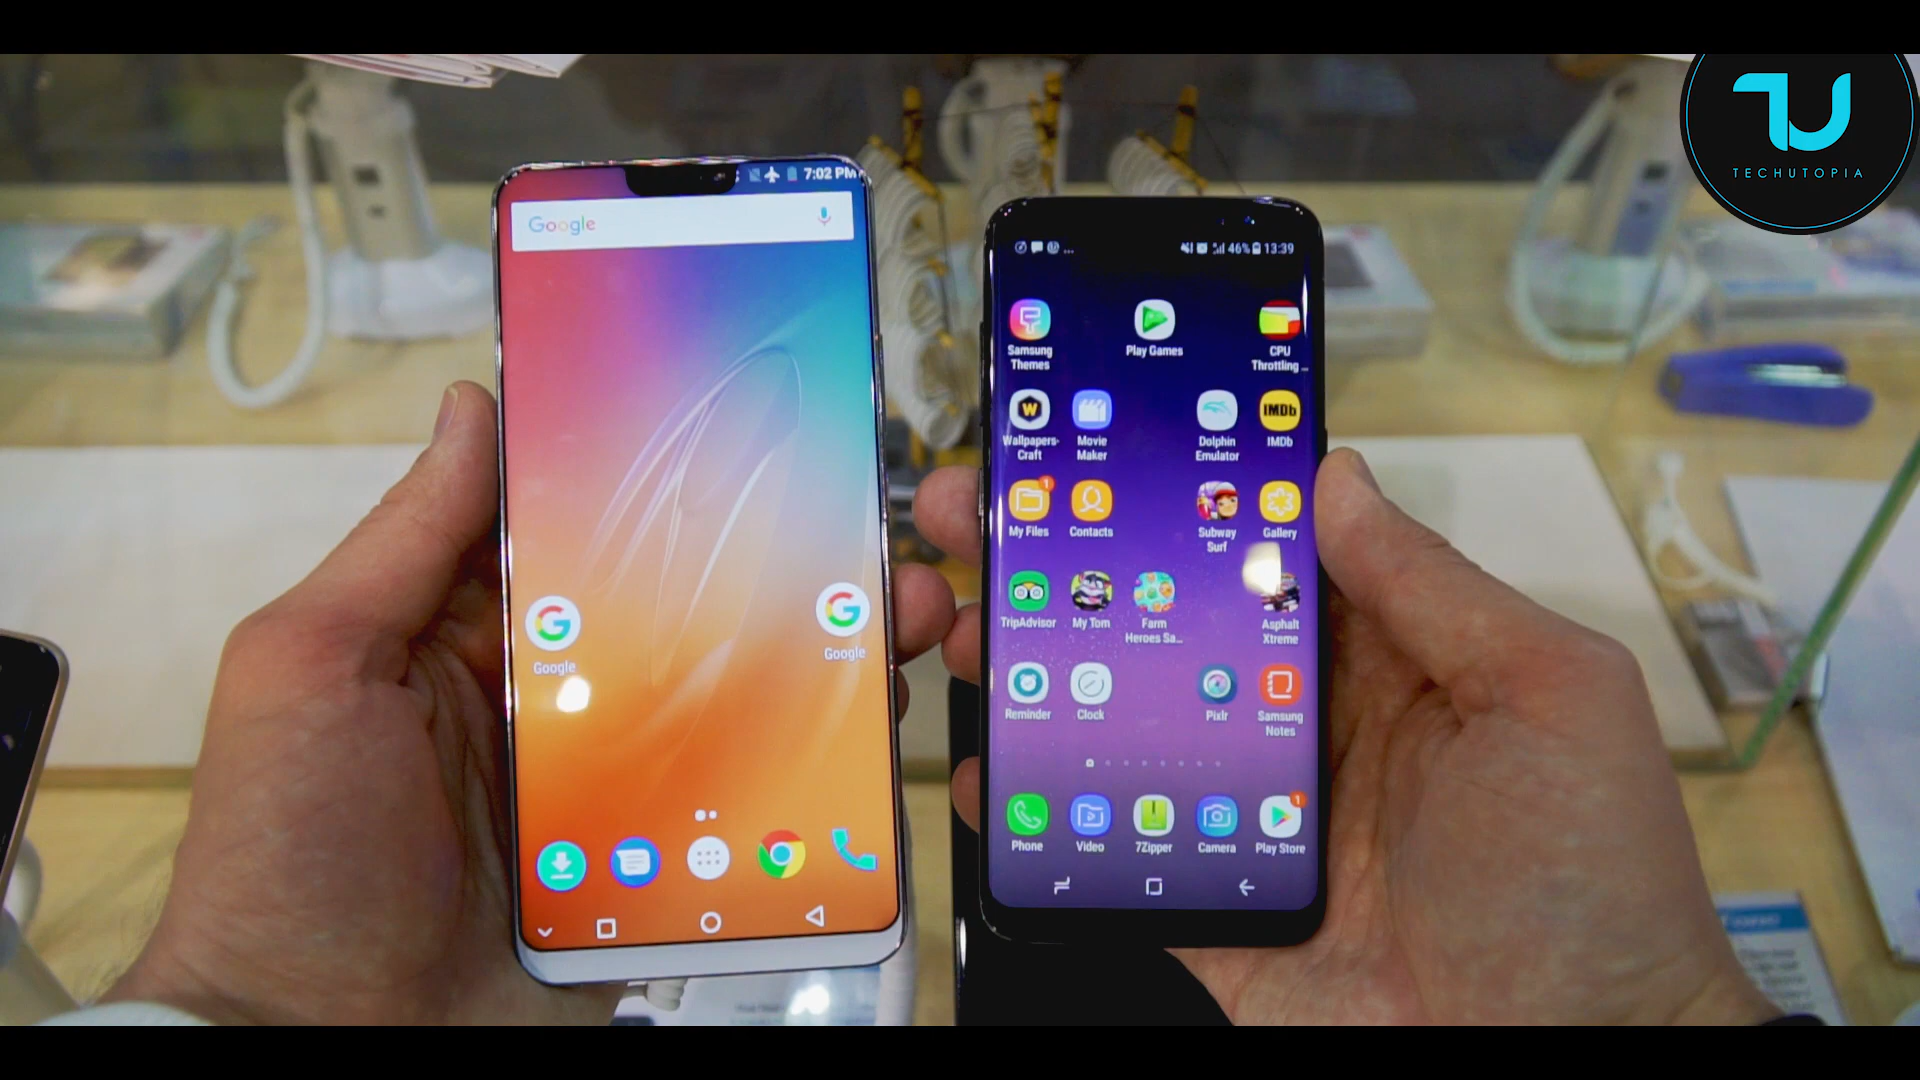 TECHUTOPIA
7:02 PM
Google
Google
Google
46% 13:39
Samsung
Themes
Play Games
CPU
Throttling ...
W
Wallpapers-
Craft
Movie
Maker
Dolphin
Emulator
IMDb
IMDb
1
My Files
Contacts
Subway
Surf
Gallery
TripAdvisor
My Tom
Farm
Heroes Sa...
Asphalt
Xtreme
Reminder
Clock
Pixlr
Samsung
Notes
1
Phone
Video
7Zipper
Camera
Play Store